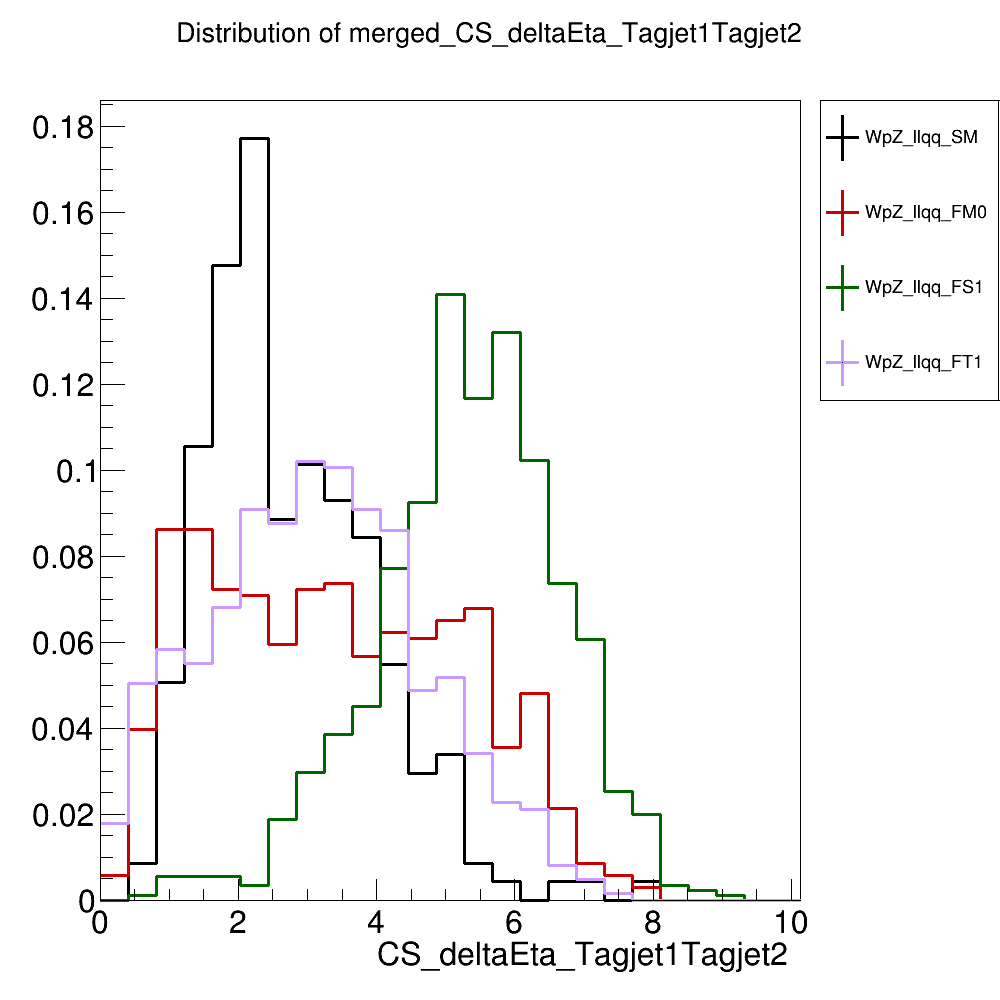 Distribution of merged_CS_deltaEta_Tagjet1Tagjet2
0.18
0.16
0.14
0.12
0.1
0.08
0.06
0.04
0.02
0
0 2 4 6 8 10
CS_deltaEta_Tagjet1Tagjet2
WpZ_llqq_SM
WpZ_llqq_FM0
WpZ_llqq_FS1
WpZ_llqq_FT1